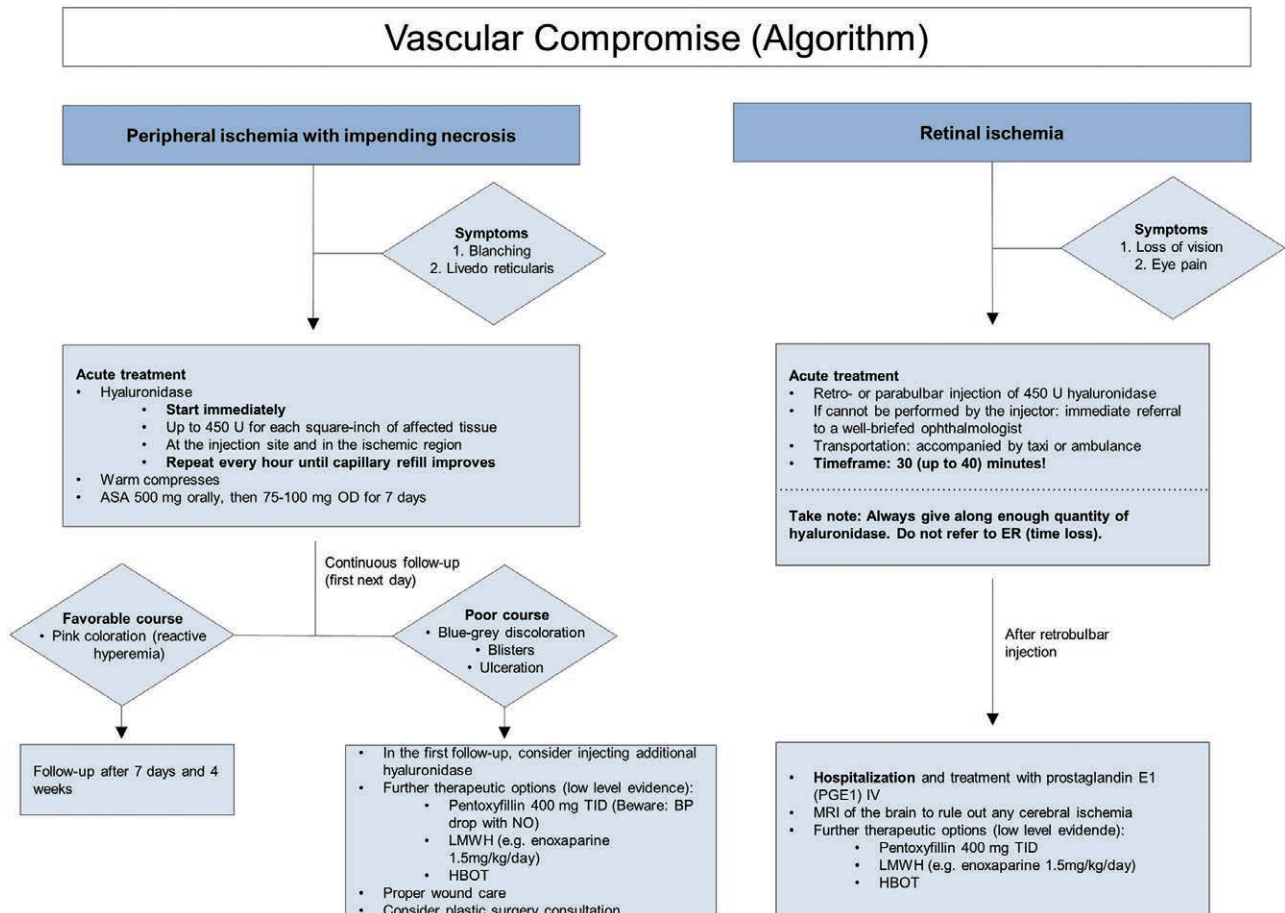 Vascular Compromise (Algorithm)
Peripheral ischemia with impending necrosis
Symptoms
1. Blanching
2. Livedo reticularis
Acute treatment
• Hyaluronidase
• Start immediately
• Up to 450 U for each square-inch of affected tissue
• At the injection site and in the ischemic region
• Repeat every hour until capillary refill improves
• Warm compresses
• ASA 500 mg orally, then 75-100 mg OD for 7 days
Continuous follow-up
(first next day)
Favorable course
• Pink coloration (reactive
hyperemia)
Poor course
• Blue-grey discoloration
• Blisters
• Ulceration
Follow-up after 7 days and 4
weeks
• In the first follow-up, consider injecting additional
hyaluronidase
• Further therapeutic options (low level evidence):
• Pentoxyfillin 400 mg TID (Beware: BP
drop with NO)
• LMWH (e.g. enoxaparine
1.5mg/kg/day)
• HBOT
• Proper wound care
• Consider plastic surgery consultation
Retinal ischemia
Symptoms
1. Loss of vision
2. Eye pain
Acute treatment
• Retro- or parabulbar injection of 450 U hyaluronidase
• If cannot be performed by the injector: immediate referral
to a well-briefed ophthalmologist
• Transportation: accompanied by taxi or ambulance
• Timeframe: 30 (up to 40) minutes!
Take note: Always give along enough quantity of
hyaluronidase. Do not refer to ER (time loss).
After retrobulbar
injection
• Hospitalization and treatment with prostaglandin E1
(PGE1) IV
• MRI of the brain to rule out any cerebral ischemia
• Further therapeutic options (low level evidende):
• Pentoxyfillin 400 mg TID
• LMWH (e.g. enoxaparine 1.5mg/kg/day)
• HBOT